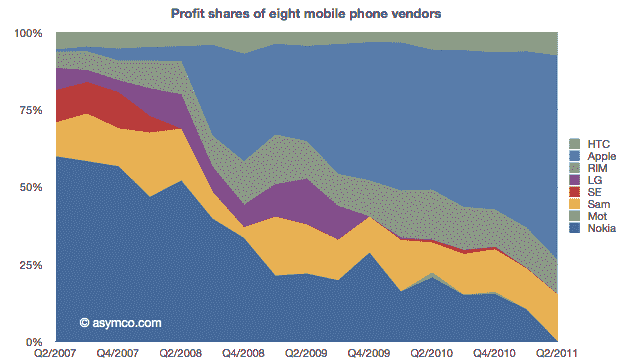 Profit shares of eight mobile phone vendors
100%
75%
50%
25%
0%
HTC
Apple
RIM
LG
SE
Sam
Mot
Nokia
© asymco.com
Q2/2007 Q4/2007 Q2/2008 Q4/2008 Q2/2009 Q4/2009 Q2/2010 Q4/2010 Q2/2011